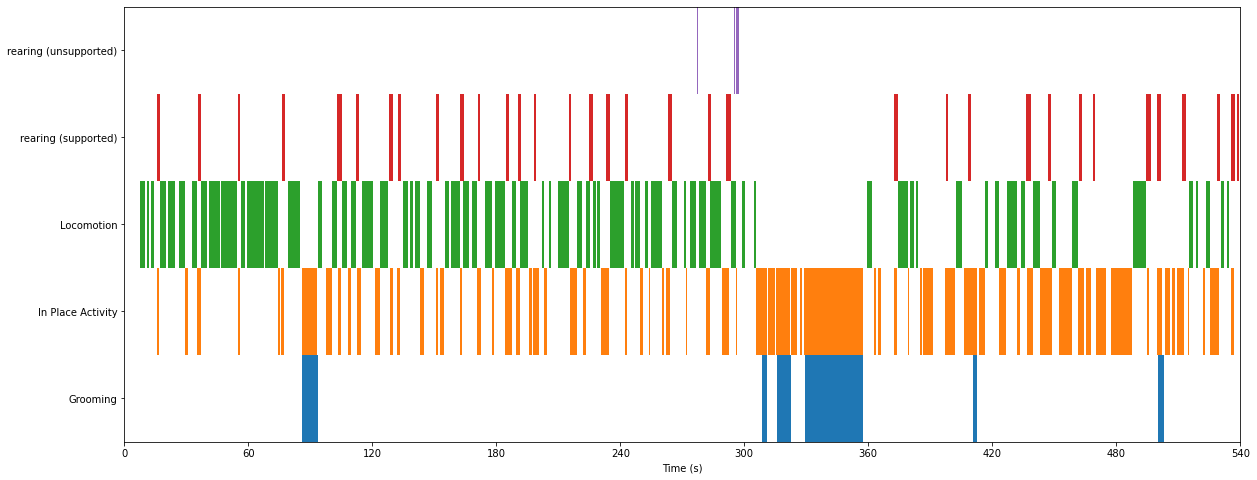 rearing (unsupported)
rearing (supported)
Locomotion
In Place Activity
Grooming
0 60 120 180 240 300 360 420 480 540
Time (s)